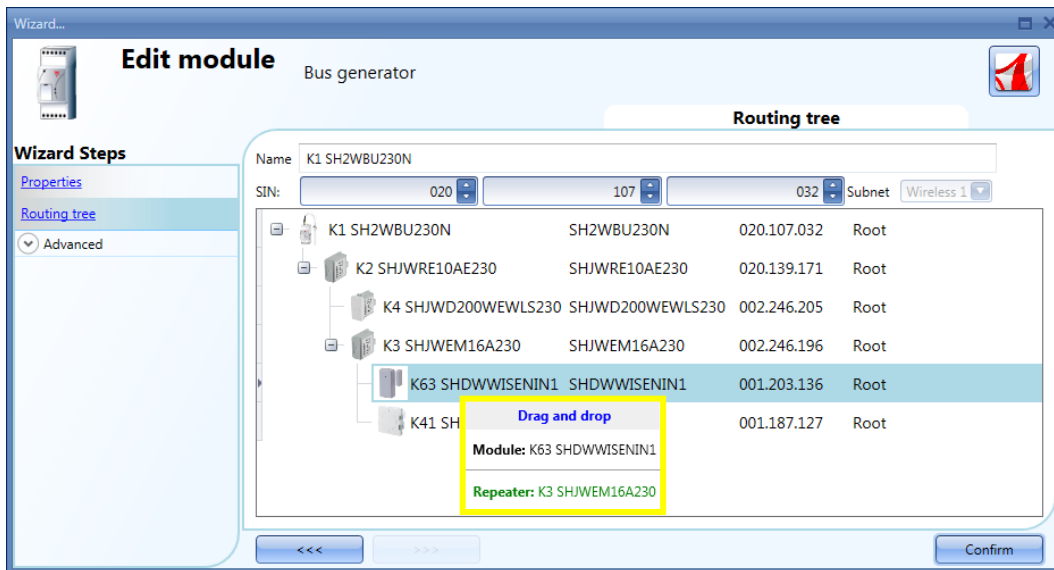 Wizard...
Edit module
Bus generator
Routing tree
Wizard Steps
Properties
Routing tree
Advanced
Name K1 SH2WBU230N
SIN: 020 107 032 Subnet Wireless 1
K1 SH2WBU230N SH2WBU230N 020.107.032 Root
K2 SHJWRE10AE230 SHJWRE10AE230 020.139.171 Root
K4 SHJWD200WEWLS230 SHJWD200WEWLS230 002.246.205 Root
K3 SHJWEM16A230 SHJWEM16A230 002.246.196 Root
K63 SHDWWISENIN1 SHDWWISENIN1 001.203.136 Root
K41 SH 001.187.127 Root
Drag and drop
Module: K63 SHDWWISENIN1
Repeater: K3 SHJWEM16A230
<<< >>> Confirm